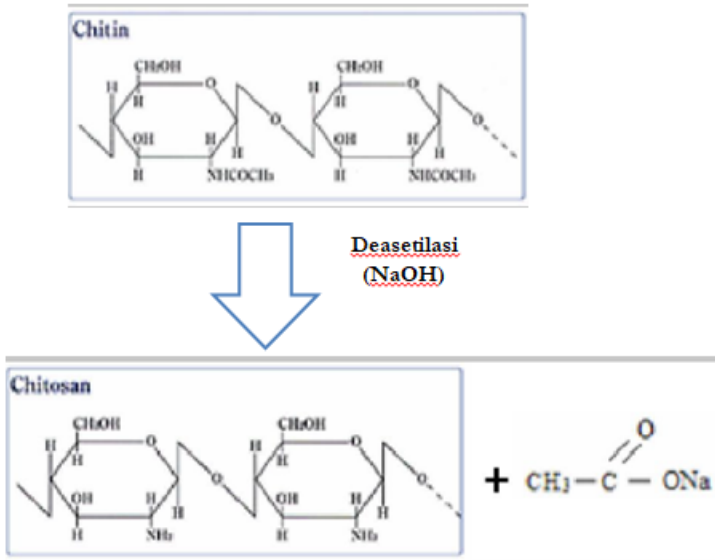 Chitin
CH₂OH CH₂OH
H O H O
H H
O O
OH H OH H
H H
H NHCOCH₃ H NHCOCH₃
Deasetilasi
(NaOH)
Chitosan
CH₂OH CH₂OH
H O H O
H H
O O
OH H OH H
H H
H NH₂ H NH₂
O
+ CH₃ — C — ONa